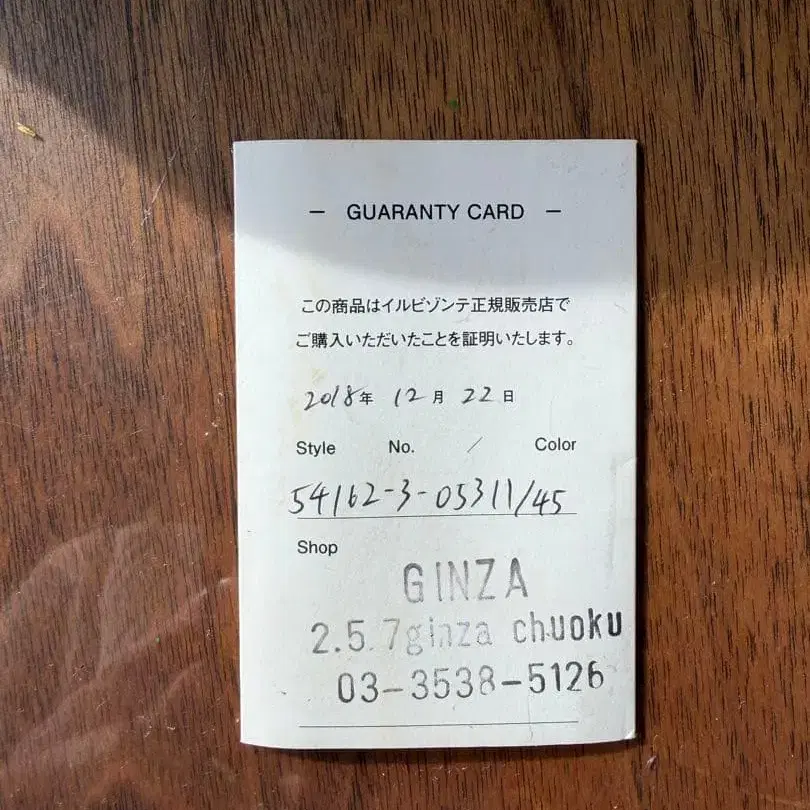 — GUARANTY CARD —
この商品はイルビゾンテ正規販売店で
ご購入いただいたことを証明いたします。
2018年 12月 22日
Style No. / Color
54162-3-05311/45
Shop
GINZA
2.5.7ginza chuoku
03-3538-5126